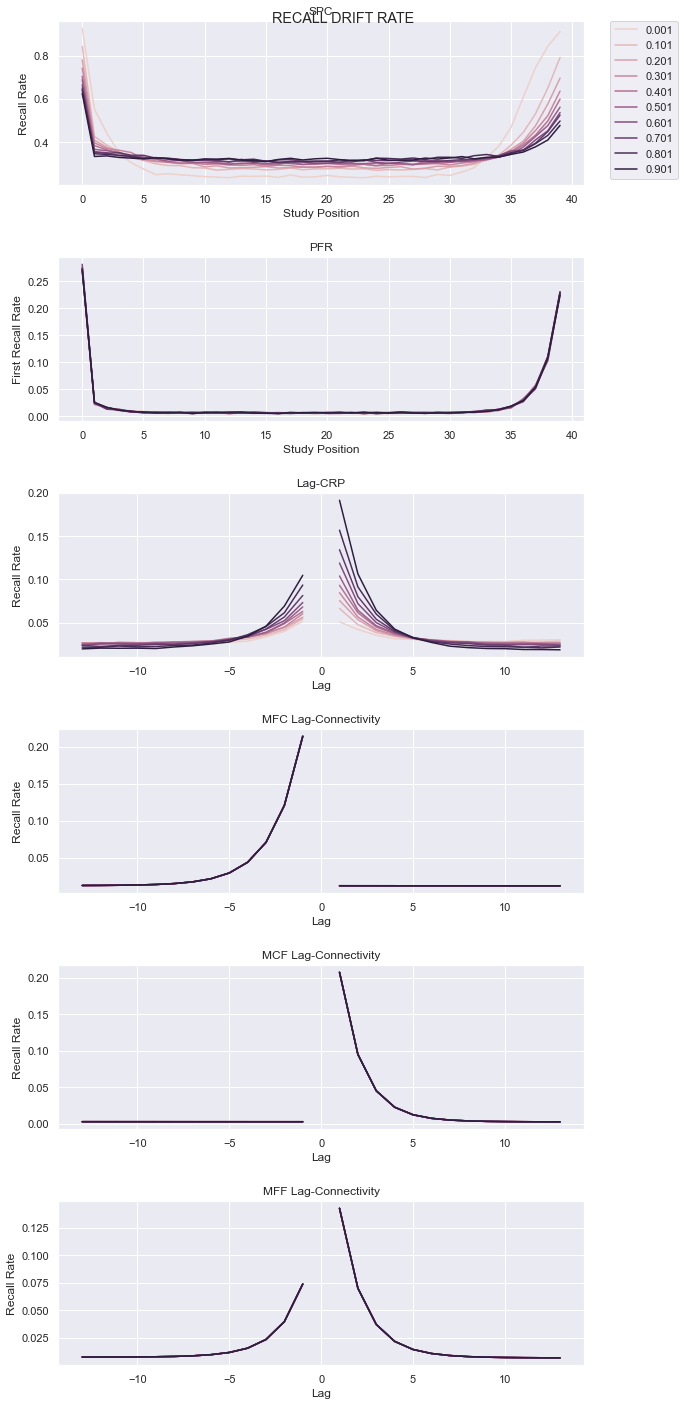 SPC
RECALL DRIFT RATE
0.8
0.6
0.4
Recall Rate
0 5 10 15 20 25 30 35 40
Study Position
0.001
0.101
0.201
0.301
0.401
0.501
0.601
0.701
0.801
0.901
PFR
0.25
0.20
0.15
0.10
0.05
0.00
First Recall Rate
0 5 10 15 20 25 30 35 40
Study Position
Lag-CRP
0.20
0.15
0.10
0.05
Recall Rate
−10 −5 0 5 10
Lag
MFC Lag-Connectivity
0.20
0.15
0.10
0.05
Recall Rate
−10 −5 0 5 10
Lag
MCF Lag-Connectivity
0.20
0.15
0.10
0.05
0.00
Recall Rate
−10 −5 0 5 10
Lag
MFF Lag-Connectivity
0.125
0.100
0.075
0.050
0.025
Recall Rate
−10 −5 0 5 10
Lag